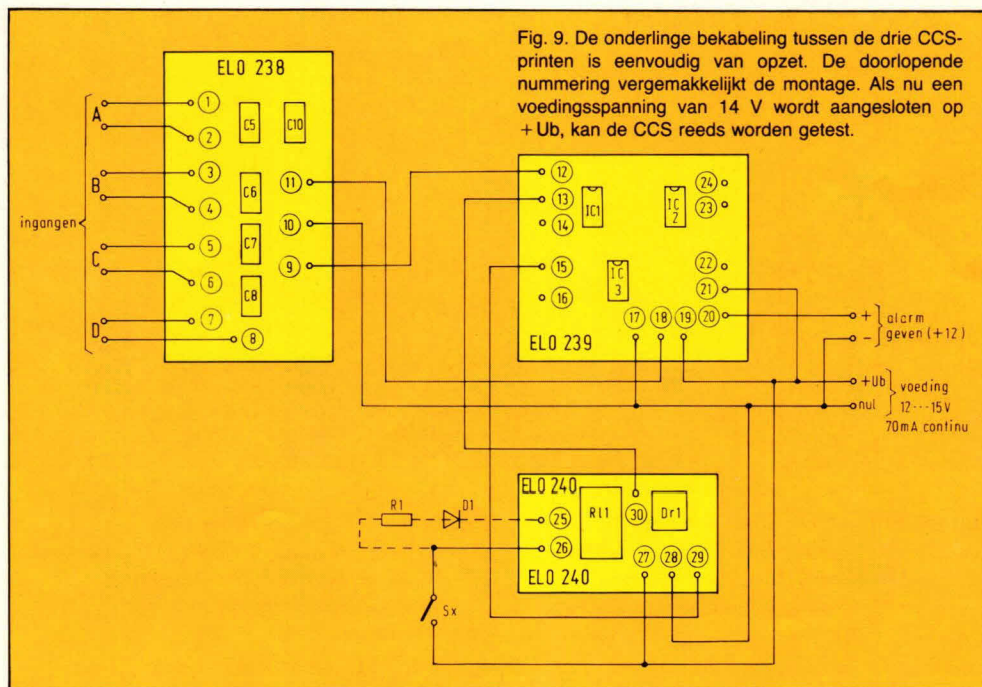 Fig. 9. De onderlinge bekabeling tussen de drie CCS-
printen is eenvoudig van opzet. De doorlopende
nummering vergemakkelijkt de montage. Als nu een
voedingsspanning van 14 V wordt aangesloten op
+Ub, kan de CCS reeds worden getest.
ELO 238
ingangen
A
B
C
D
1
2
3
4
5
6
7
8
C5
C10
C6
C7
C8
11
10
9
12
13
14
15
16
IC1
IC
2
IC
3
24
23
22
21
17
18
19
20
ELO 239
+
-
alarm
geven (+12)
+Ub
nul
voeding
12---15V
70mA continu
ELO 240
R1
D1
25
26
Rl1
30
Dr1
27
28
29
ELO 240
Sx